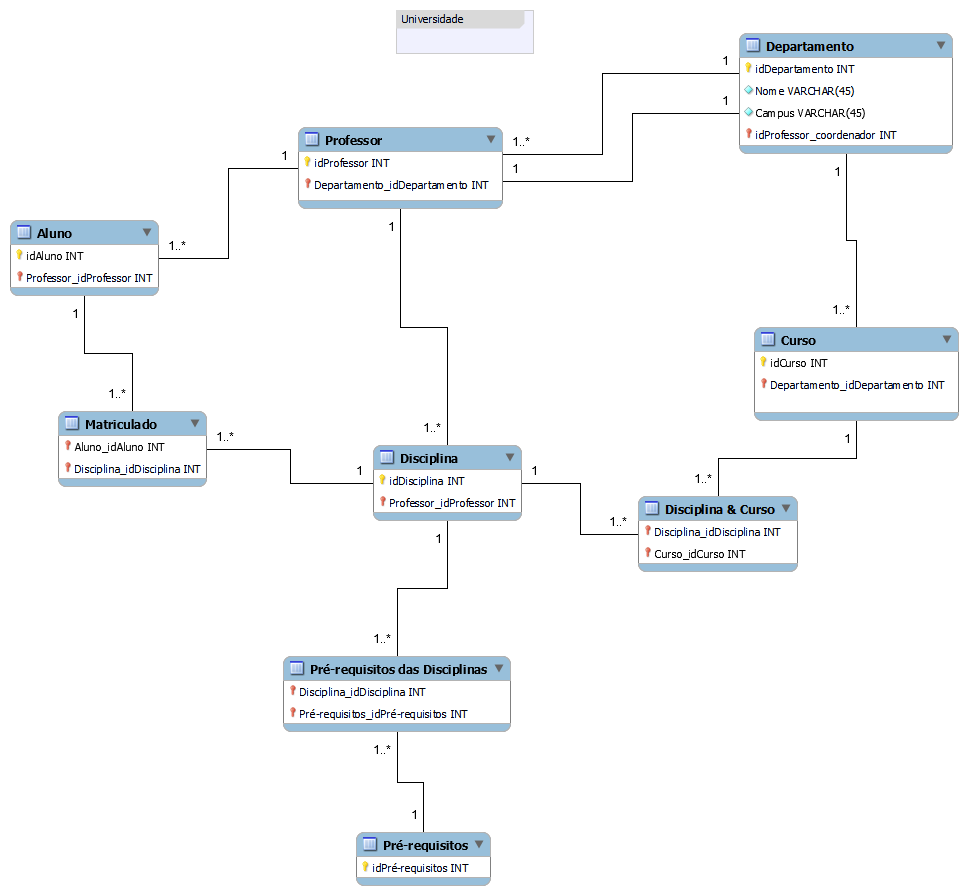 Universidade
Departamento
idDepartamento INT
Nome VARCHAR(45)
Campus VARCHAR(45)
idProfessor_coordenador INT
1
1
1..*
1
Professor
idProfessor INT
Departamento_idDepartamento INT
1
1..*
Aluno
idAluno INT
Professor_idProfessor INT
1
1
1
1..*
Curso
idCurso INT
Departamento_idDepartamento INT
1..*
Matriculado
Aluno_idAluno INT
Disciplina_idDisciplina INT
1..*
1
1..*
Disciplina
idDisciplina INT
Professor_idProfessor INT
1
1..*
1
1..*
Disciplina & Curso
Disciplina_idDisciplina INT
Curso_idCurso INT
1
1..*
Pré-requisitos das Disciplinas
Disciplina_idDisciplina INT
Pré-requisitos_idPré-requisitos INT
1..*
1
Pré-requisitos
idPré-requisitos INT